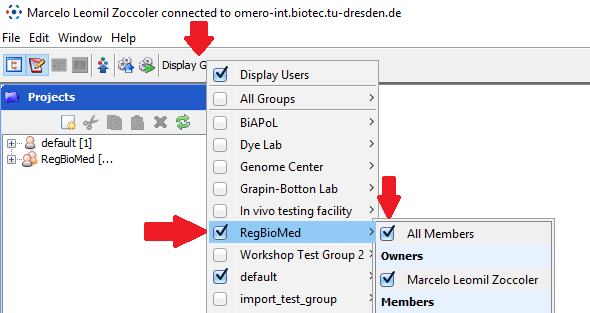 Marcelo Leomil Zoccoler connected to omero-int.biotec.tu-dresden.de
File Edit Window Help
Display G
Display Users
Projects
All Groups
BiAPoL
Dye Lab
default [1]
Genome Center
RegBioMed [...
Grapin-Botton Lab
In vivo testing facility
RegBioMed
All Members
Workshop Test Group 2
Owners
default
Marcelo Leomil Zoccoler
import_test_group
Members